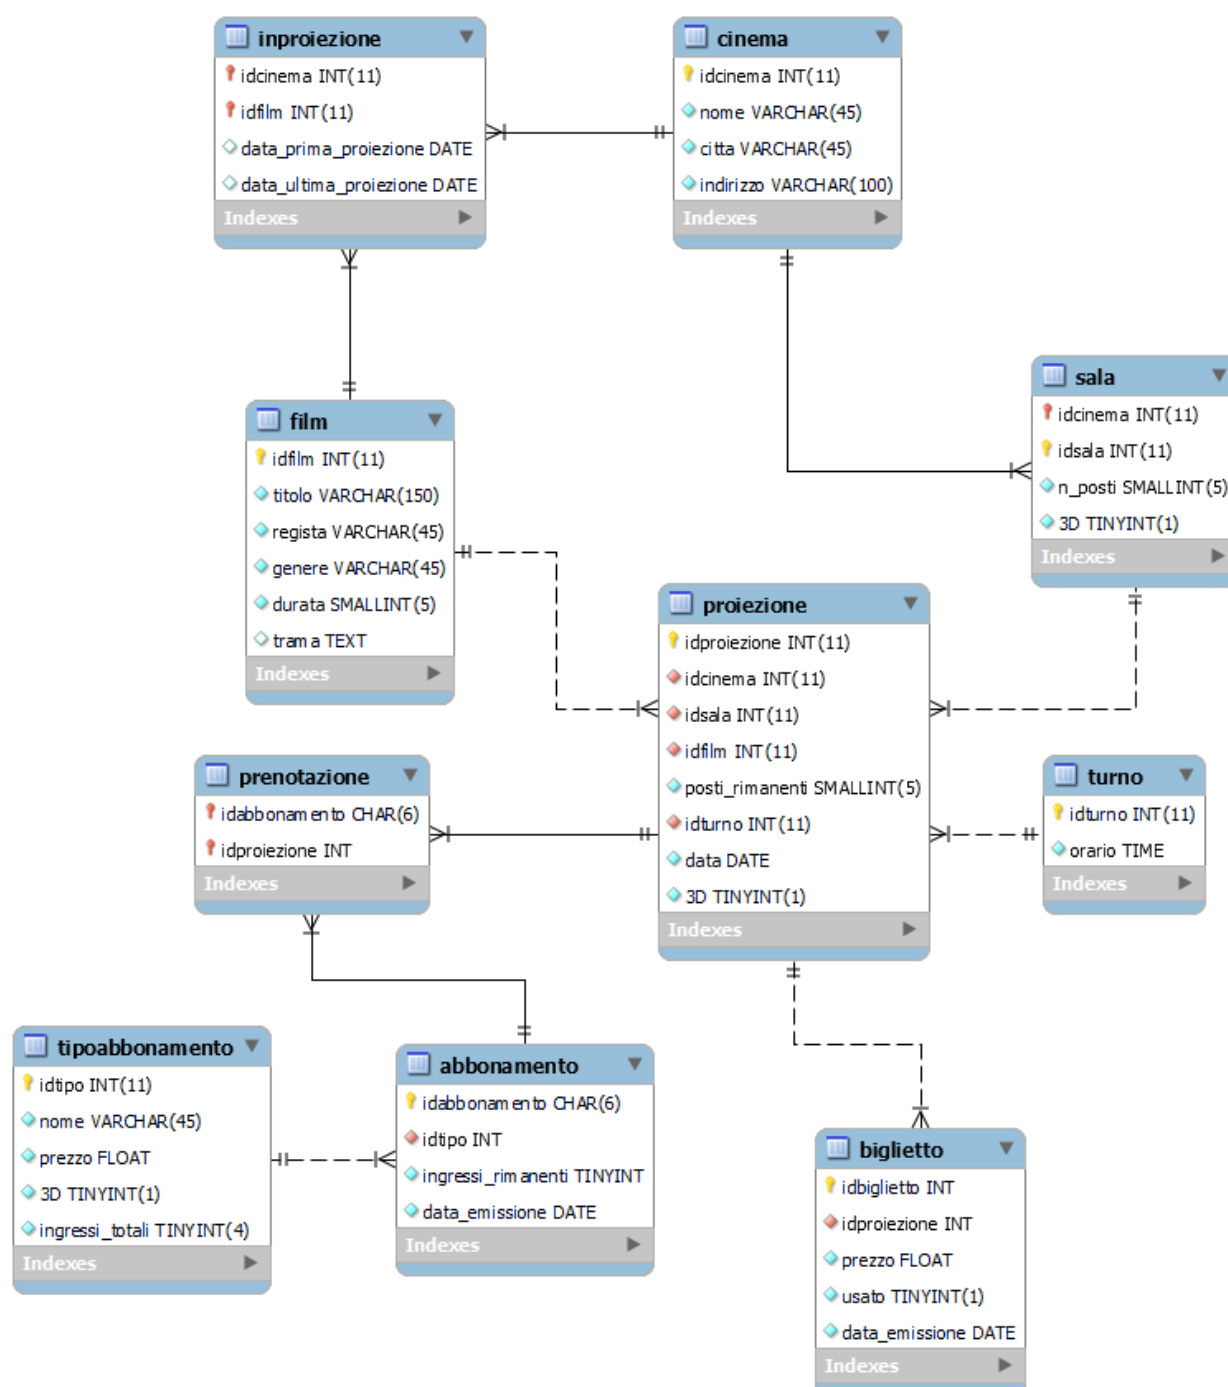 inproiezione
idcinema INT(11)
idfilm INT(11)
data_prima_proiezione DATE
data_ultima_proiezione DATE
Indexes
cinema
idcinema INT(11)
nome VARCHAR(45)
citta VARCHAR(45)
indirizzo VARCHAR(100)
Indexes
sala
idcinema INT(11)
idsala INT(11)
n_posti SMALLINT(5)
3D TINYINT(1)
Indexes
film
idfilm INT(11)
titolo VARCHAR(150)
regista VARCHAR(45)
genere VARCHAR(45)
durata SMALLINT(5)
trama TEXT
Indexes
proiezione
idproiezione INT(11)
idcinema INT(11)
idsala INT(11)
idfilm INT(11)
posti_rimanenti SMALLINT(5)
idturno INT(11)
data DATE
3D TINYINT(1)
Indexes
prenotazione
idabbonamento CHAR(6)
idproiezione INT
Indexes
turno
idturno INT(11)
orario TIME
Indexes
tipoabbonamento
idtipo INT(11)
nome VARCHAR(45)
prezzo FLOAT
3D TINYINT(1)
ingressi_totali TINYINT(4)
Indexes
abbonamento
idabbonamento CHAR(6)
idtipo INT
ingressi_rimanenti TINYINT
data_emissione DATE
Indexes
biglietto
idbiglietto INT
idproiezione INT
prezzo FLOAT
usato TINYINT(1)
data_emissione DATE
Indexes